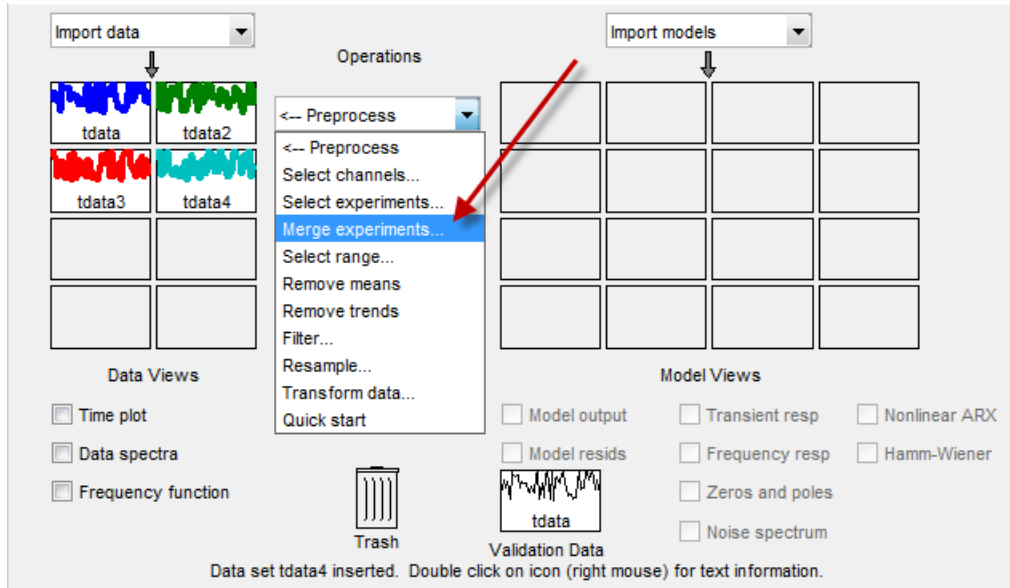 Import data
Import models
Operations
tdata
tdata2
<-- Preprocess
<-- Preprocess
Select channels...
tdata3
tdata4
Select experiments...
Merge experiments...
Select range...
Remove means
Remove trends
Filter...
Resample...
Transform data...
Quick start
Data Views
Model Views
Time plot
Data spectra
Frequency function
Model output
Transient resp
Nonlinear ARX
Model resids
Frequency resp
Hamm-Wiener
Zeros and poles
Noise spectrum
tdata
Trash
Validation Data
Data set tdata4 inserted. Double click on icon (right mouse) for text information.